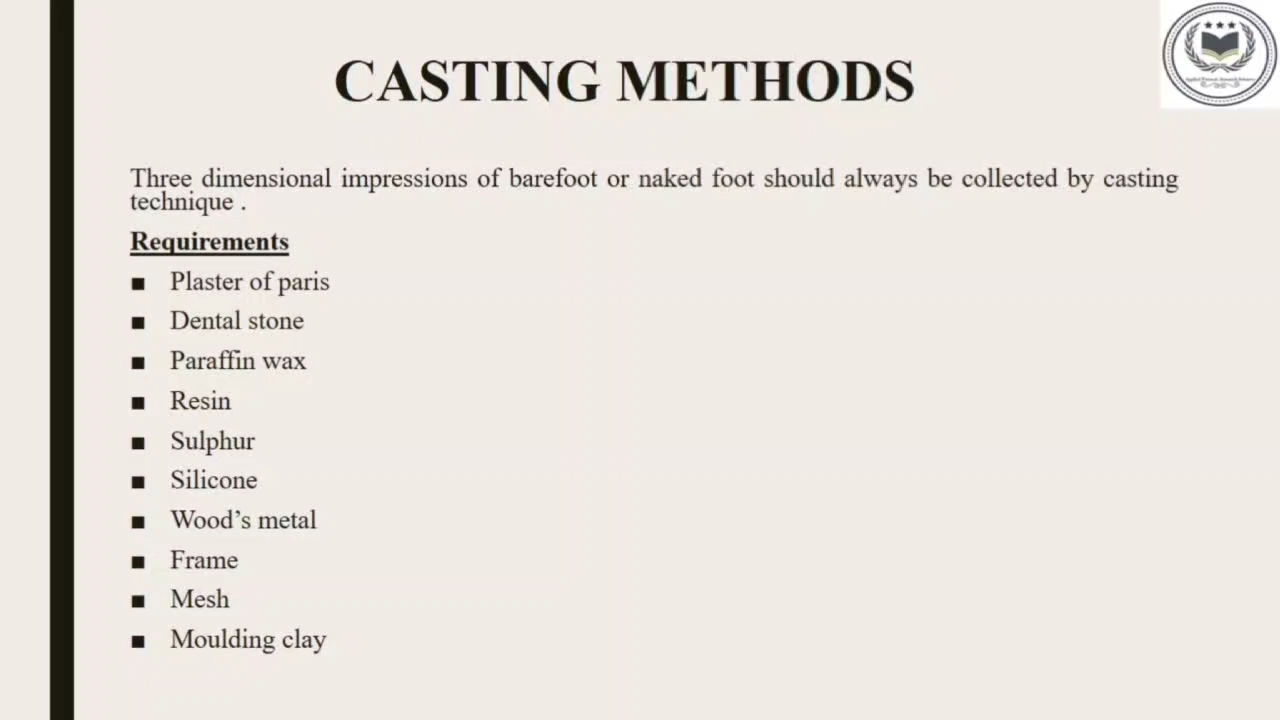 CASTING METHODS
Three dimensional impressions of barefoot or naked foot should always be collected by casting
technique .
Requirements
■ Plaster of paris
■ Dental stone
■ Paraffin wax
■ Resin
■ Sulphur
■ Silicone
■ Wood’s metal
■ Frame
■ Mesh
■ Moulding clay